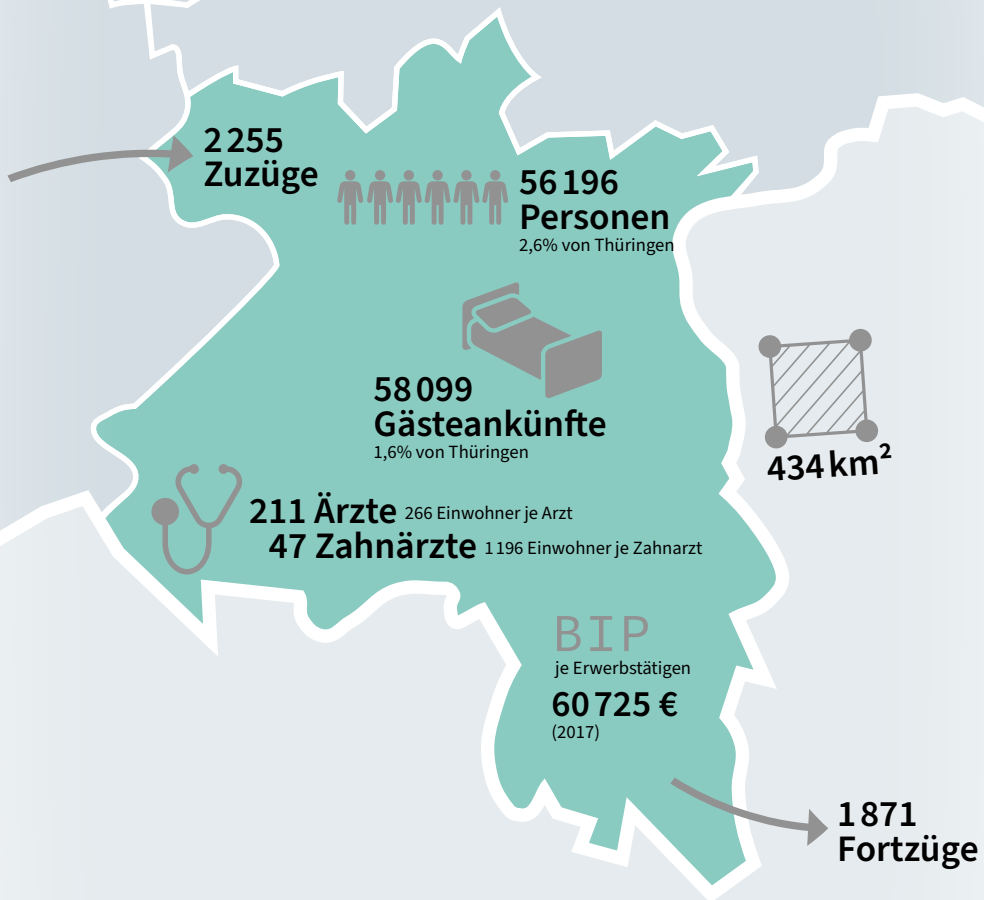 2 255
Zuzüge
56 196
Personen
2,6% von Thüringen
58 099
Gästeankünfte
1,6% von Thüringen
434 km²
211 Ärzte 266 Einwohner je Arzt
47 Zahnärzte 1 196 Einwohner je Zahnarzt
BIP
je Erwerbstätigen
60 725 €
(2017)
1 871
Fortzüge